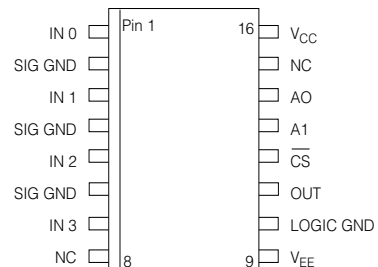 IN 0 Pin 1 16 VCC
SIG GND NC
IN 1 AO
SIG GND A1
IN 2 C̅S̅
SIG GND OUT
IN 3 LOGIC GND
NC 8 9 VEE